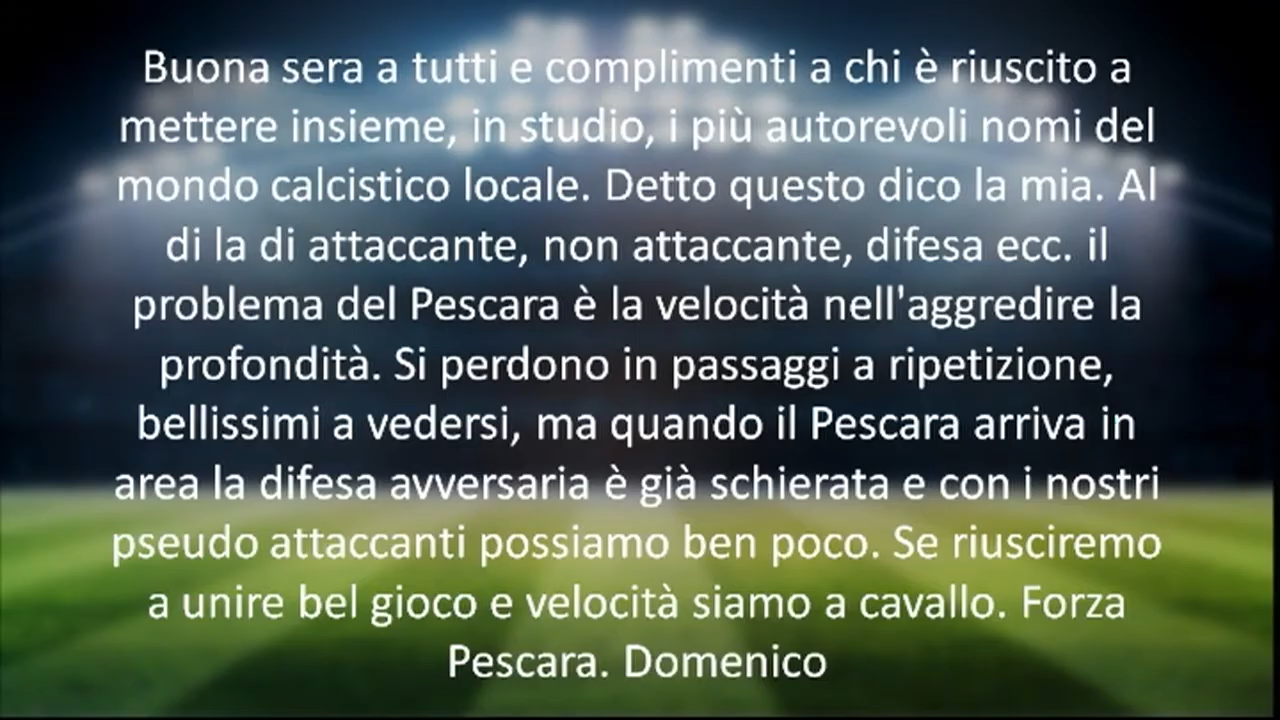 Buona sera a tutti e complimenti a chi è riuscito a
mettere insieme, in studio, i più autorevoli nomi del
mondo calcistico locale. Detto questo dico la mia. Al
di la di attaccante, non attaccante, difesa ecc. il
problema del Pescara è la velocità nell'aggredire la
profondità. Si perdono in passaggi a ripetizione,
bellissimi a vedersi, ma quando il Pescara arriva in
area la difesa avversaria è già schierata e con i nostri
pseudo attaccanti possiamo ben poco. Se riusciremo
a unire bel gioco e velocità siamo a cavallo. Forza
Pescara. Domenico